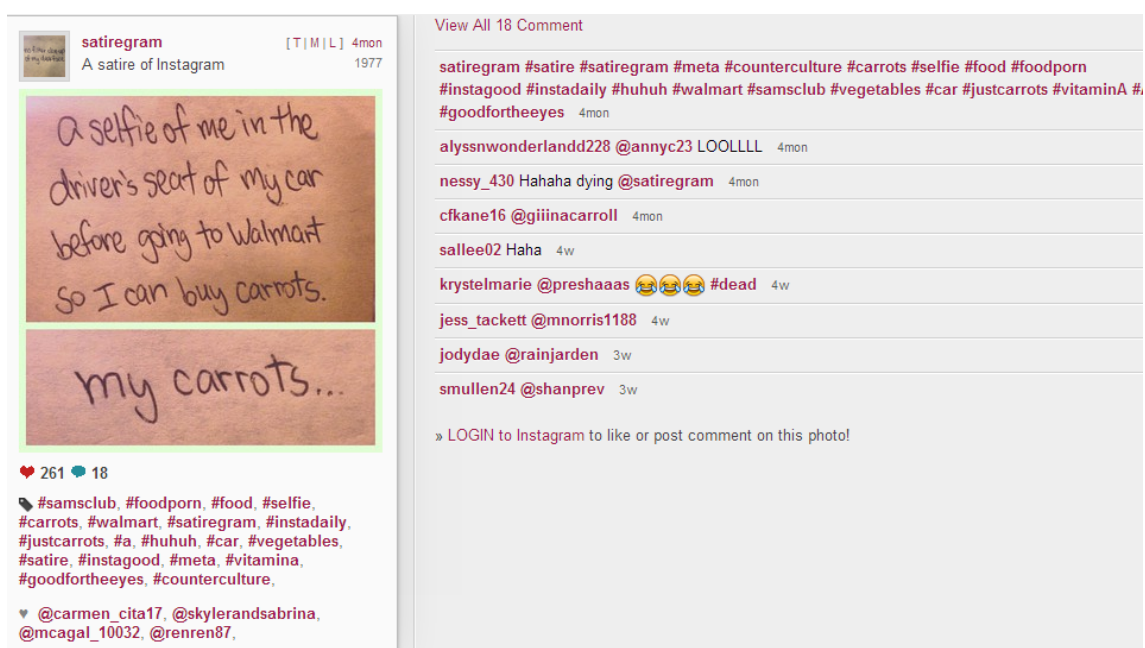 satiregram [T|M|L] 4mon
A satire of Instagram 1977
a selfie of me in the
driver's seat of my car
before going to Walmart
so I can buy carrots.
my carrots...
261 18
#samsclub, #foodporn, #food, #selfie,
#carrots, #walmart, #satiregram, #instadaily,
#justcarrots, #a, #huhuh, #car, #vegetables,
#satire, #instagood, #meta, #vitamina,
#goodfortheeyes, #counterculture,
@carmen_cita17, @skylerandsabrina,
@mcagal_10032, @renren87,
View All 18 Comment
satiregram #satire #satiregram #meta #counterculture #carrots #selfie #food #foodporn
#instagood #instadaily #huhuh #walmart #samsclub #vegetables #car #justcarrots #vitaminA
#goodfortheeyes 4mon
alyssnwonderlandd228 @annyc23 LOOLLLL 4mon
nessy_430 Hahaha dying @satiregram 4mon
cfkane16 @giiinacarroll 4mon
sallee02 Haha 4w
krystelmarie @preshaaas 😂😂😂 #dead 4w
jess_tackett @mnorris1188 4w
jodydae @rainjarden 3w
smullen24 @shanprev 3w
» LOGIN to Instagram to like or post comment on this photo!